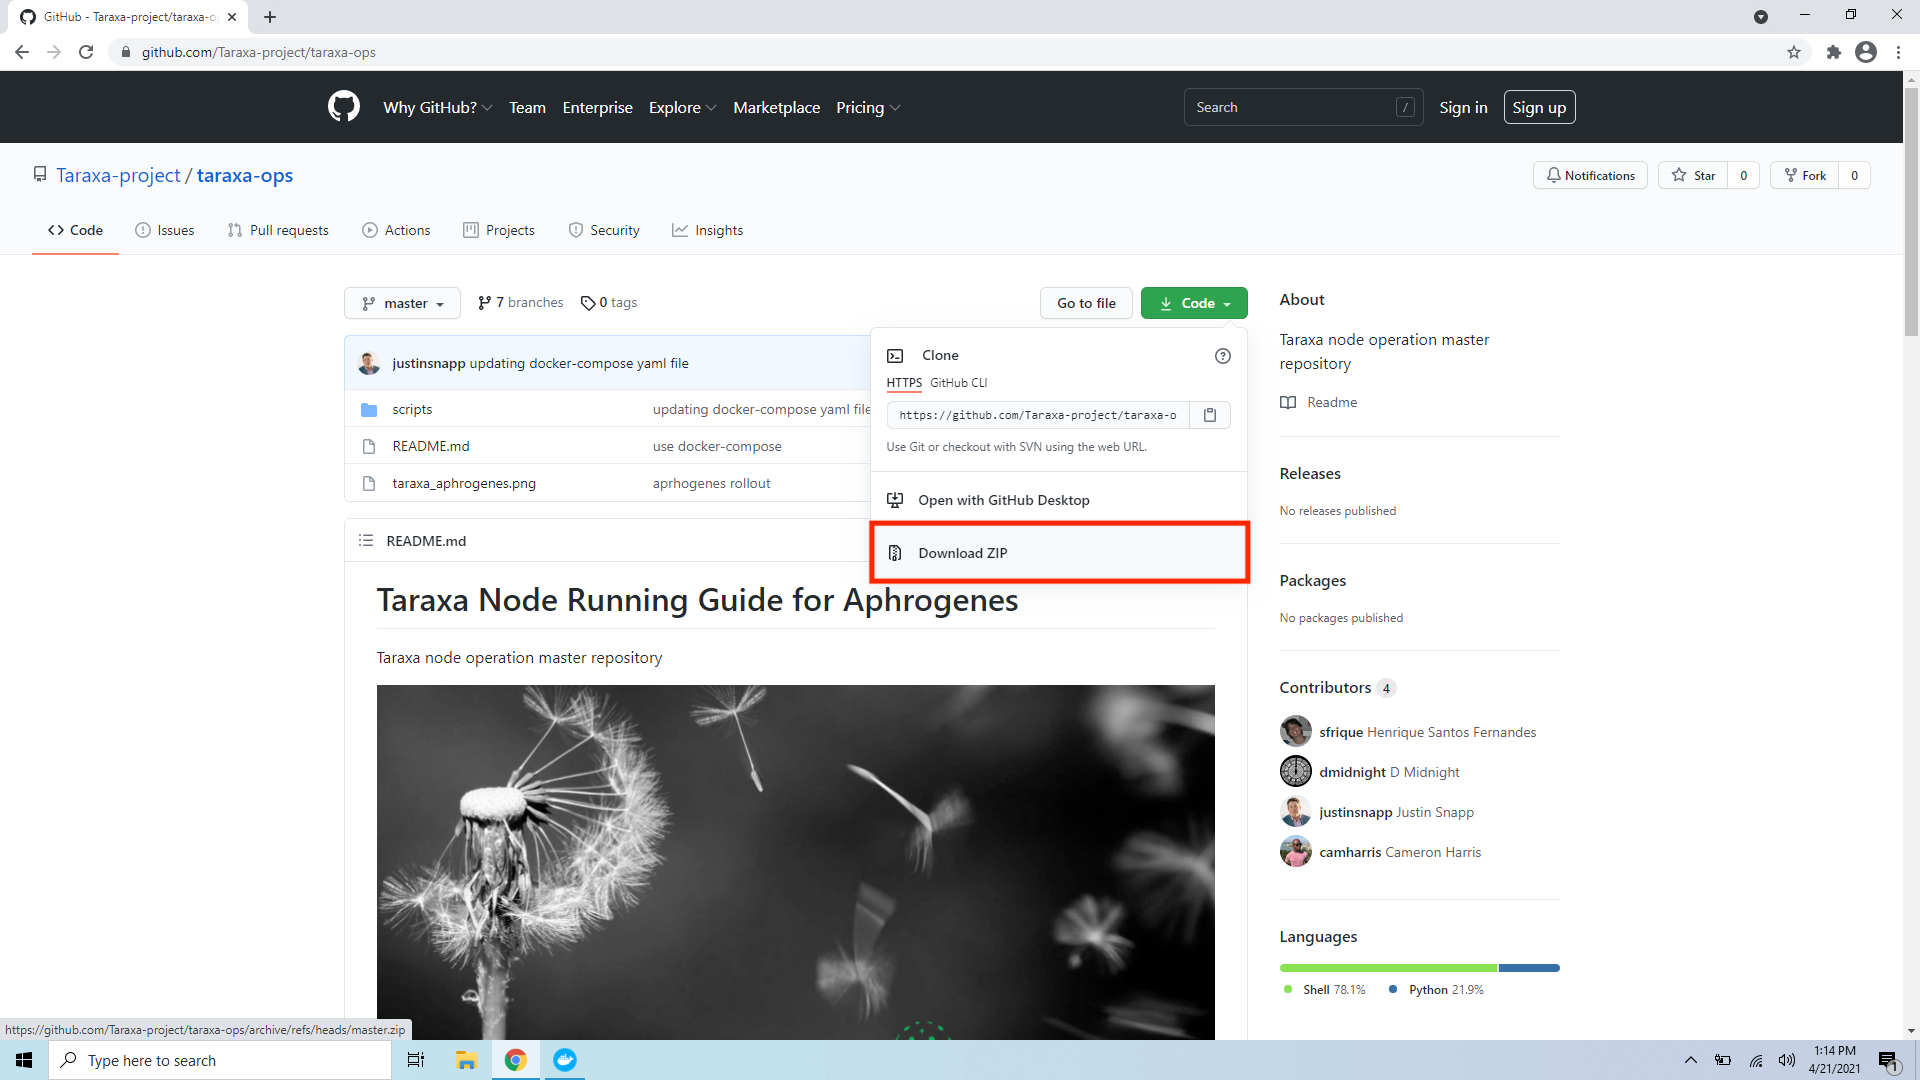 GitHub - Taraxa-project/taraxa-o
github.com/Taraxa-project/taraxa-ops
Why GitHub? Team Enterprise Explore Marketplace Pricing Search / Sign in Sign up
Taraxa-project / taraxa-ops Notifications Star 0 Fork 0
Code Issues Pull requests Actions Projects Security Insights
master 7 branches 0 tags Go to file Code
justinsnapp updating docker-compose yaml file
scripts updating docker-compose yaml file
README.md use docker-compose
taraxa_aphrogenes.png aprhogenes rollout
Clone
HTTPS GitHub CLI
https://github.com/Taraxa-project/taraxa-o
Use Git or checkout with SVN using the web URL.
Open with GitHub Desktop
Download ZIP
README.md
Taraxa Node Running Guide for Aphrogenes
Taraxa node operation master repository
About
Taraxa node operation master
repository
Readme
Releases
No releases published
Packages
No packages published
Contributors 4
sfrique Henrique Santos Fernandes
dmidnight D Midnight
justinsnapp Justin Snapp
camharris Cameron Harris
Languages
Shell 78.1% Python 21.9%
https://github.com/Taraxa-project/taraxa-ops/archive/refs/heads/master.zip
Type here to search
1:14 PM
4/21/2021
1